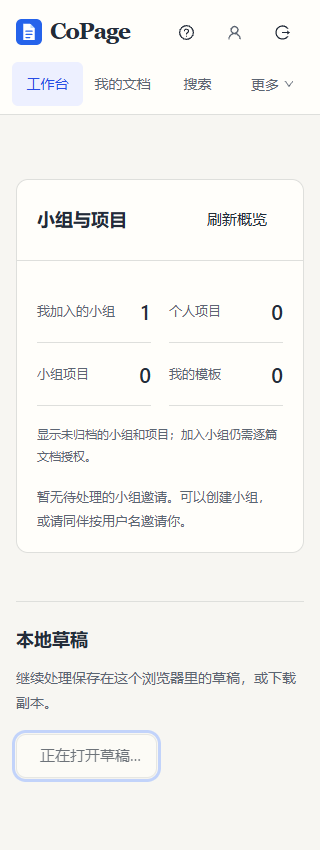 CoPage
工作台 我的文档 搜索 更多
小组与项目 刷新概览
我加入的小组 1 个人项目 0
小组项目 0 我的模板 0
显示未归档的小组和项目；加入小组仍需逐篇
文档授权。
暂无待处理的小组邀请。可以创建小组，
或请同伴按用户名邀请你。
本地草稿
继续处理保存在这个浏览器里的草稿，或下载
副本。
正在打开草稿...